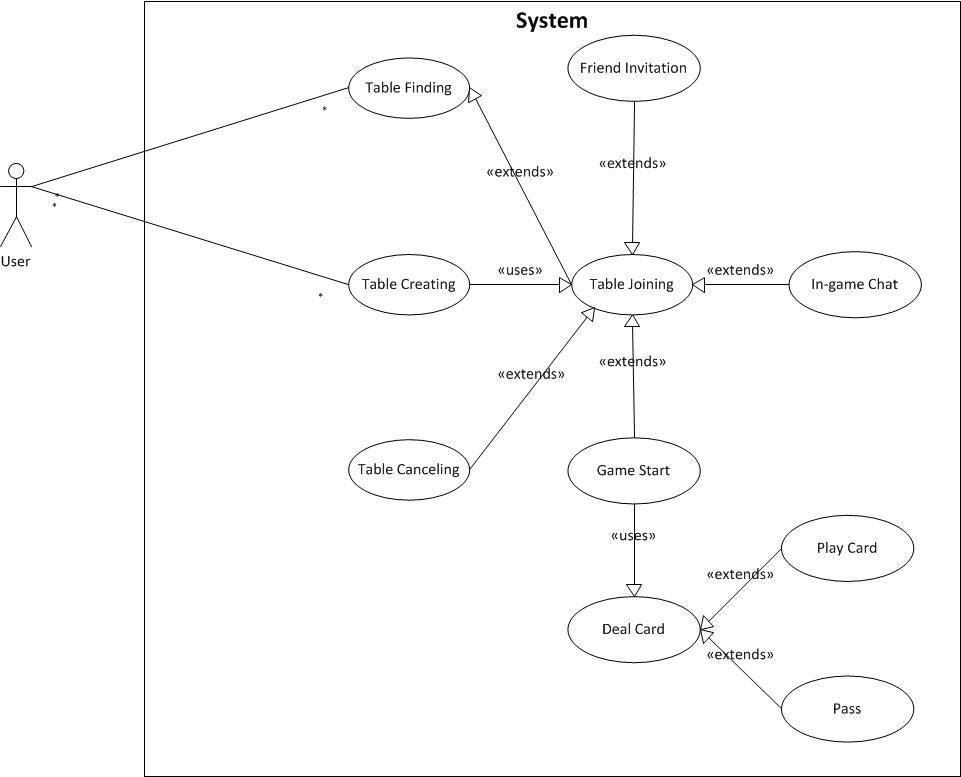 System
Friend Invitation
Table Finding
*
«extends»
«extends»
*
*
User
«uses»
«extends»
Table Creating
Table Joining
In-game Chat
*
«extends»
«extends»
Table Canceling
Game Start
«uses»
Play Card
«extends»
Deal Card
«extends»
Pass